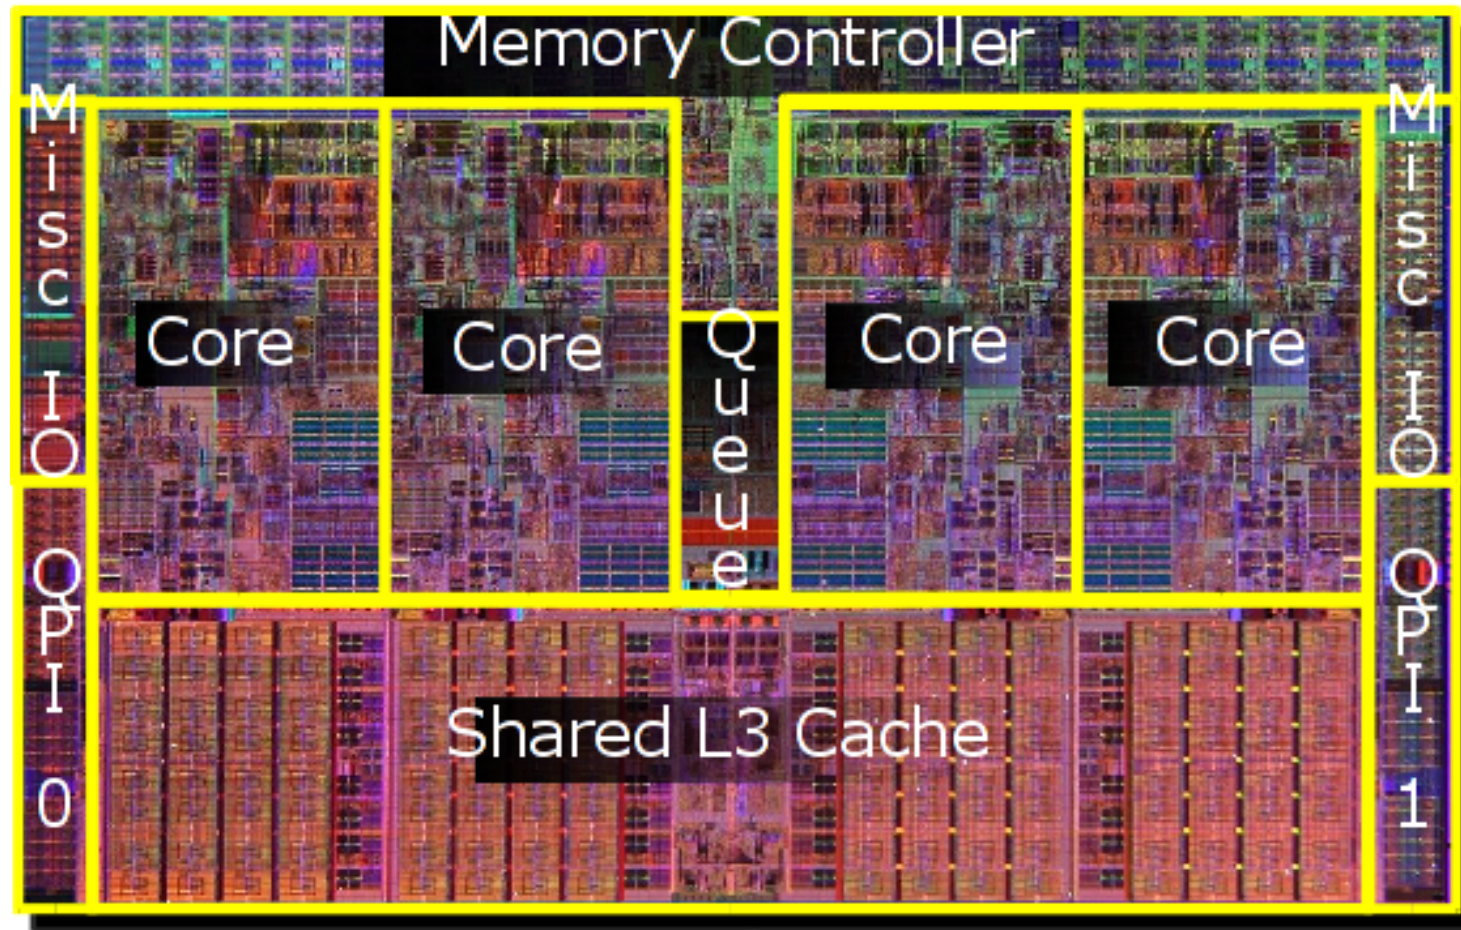 Memory Controller
Misc IO
Misc IO
Core
Core
Queue
Core
Core
QPI 0
QPI 1
Shared L3 Cache